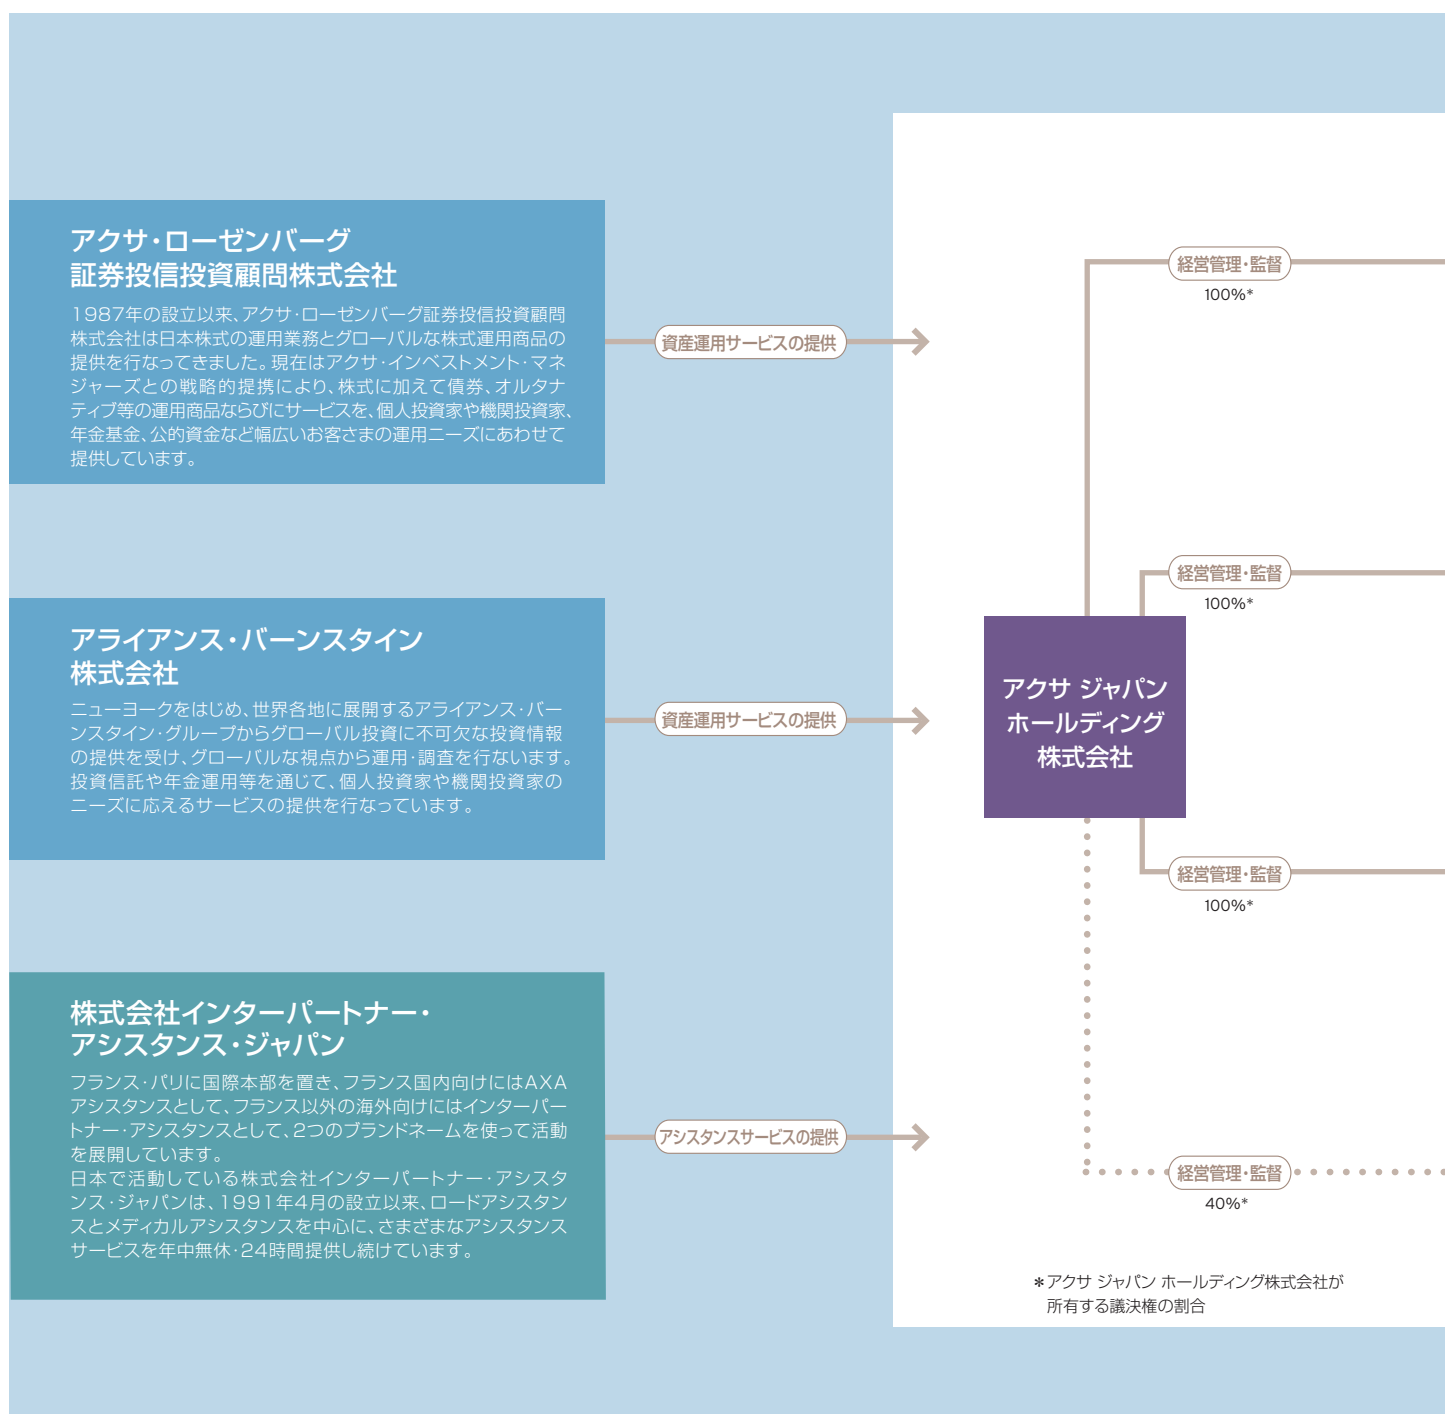 アクサ・ローゼンバーグ
証券投信投資顧問株式会社
1987年の設立以来、アクサ・ローゼンバーグ証券投信投資顧問
株式会社は日本株式の運用業務とグローバルな株式運用商品の
提供を行なってきました。現在はアクサ・インベストメント・マネ
ジャーズとの戦略的提携により、株式に加えて債券、オルタナ
ティブ等の運用商品ならびにサービスを、個人投資家や機関投資家、
年金基金、公的資金など幅広いお客さまの運用ニーズにあわせて
提供しています。
資産運用サービスの提供
アライアンス・バーンスタイン
株式会社
ニューヨークをはじめ、世界各地に展開するアライアンス・バー
ンスタイン・グループからグローバル投資に不可欠な投資情報
の提供を受け、グローバルな視点から運用・調査を行ないます。
投資信託や年金運用等を通じて、個人投資家や機関投資家の
ニーズに応えるサービスの提供を行なっています。
資産運用サービスの提供
株式会社インターパートナー・
アシスタンス・ジャパン
フランス・パリに国際本部を置き、フランス国内向けにはAXA
アシスタンスとして、フランス以外の海外向けにはインターパー
トナー・アシスタンスとして、2つのブランドネームを使って活動
を展開しています。
日本で活動している株式会社インターパートナー・アシスタ
ンス・ジャパンは、1991年4月の設立以来、ロードアシスタン
スとメディカルアシスタンスを中心に、さまざまなアシスタンス
サービスを年中無休・24時間提供し続けています。
アシスタンスサービスの提供
アクサ ジャパン
ホールディング
株式会社
経営管理・監督
100%*
経営管理・監督
100%*
経営管理・監督
100%*
経営管理・監督
40%*
*アクサ ジャパン ホールディング株式会社が
所有する議決権の割合